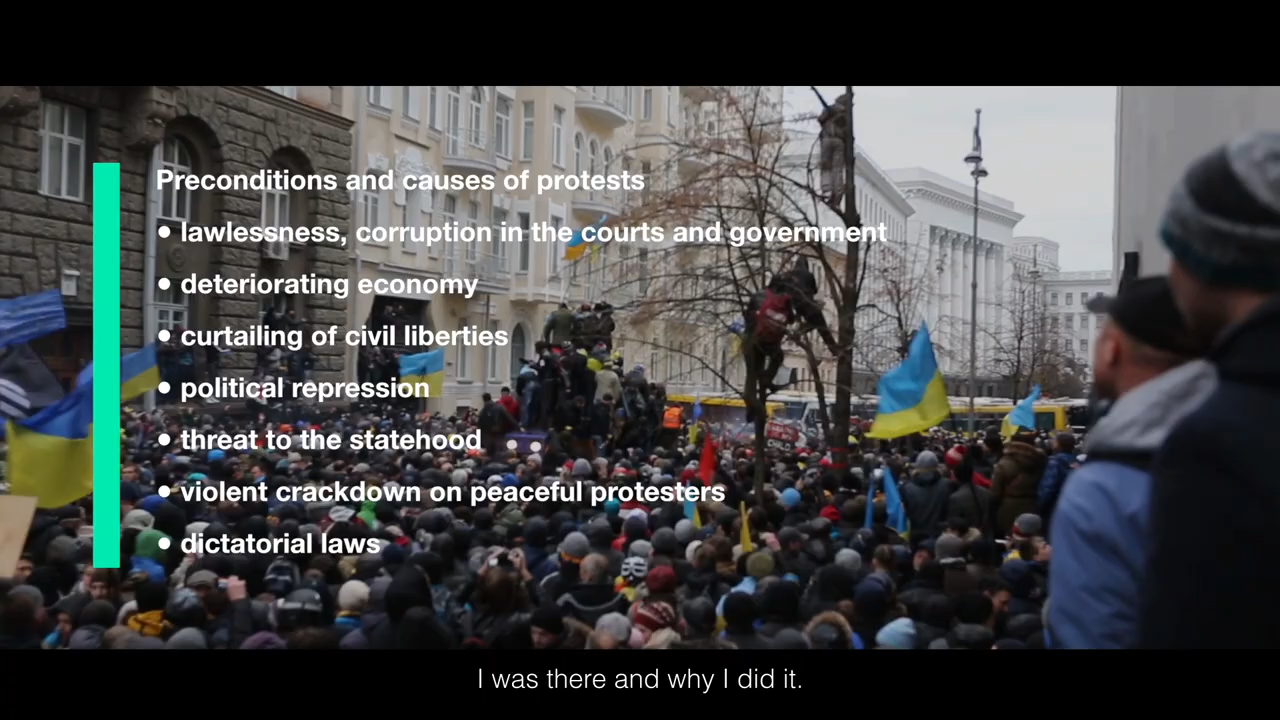 Preconditions and causes of protests
• lawlessness, corruption in the courts and government
• deteriorating economy
• curtailing of civil liberties
• political repression
• threat to the statehood
• violent crackdown on peaceful protesters
• dictatorial laws
I was there and why I did it.